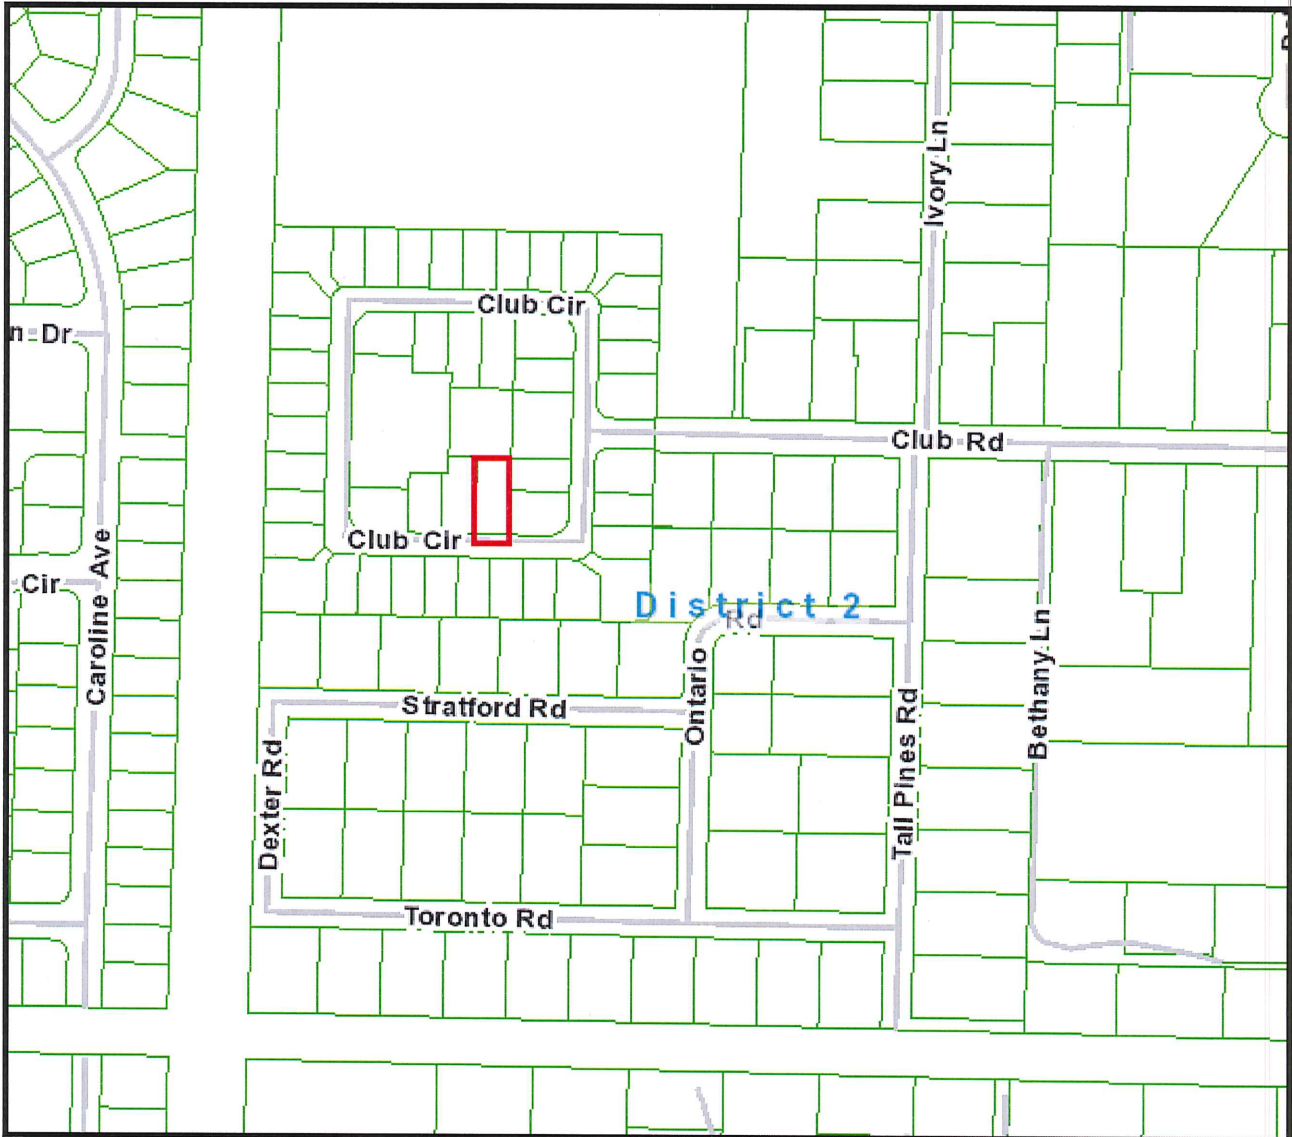 Ivory Ln
Club Cir
n Dr
Club Rd
Club Cir
Cir
Caroline Ave
District 2
Rd
Ontario
Bethany Ln
Stratford Rd
Tall Pines Rd
Dexter Rd
Toronto Rd